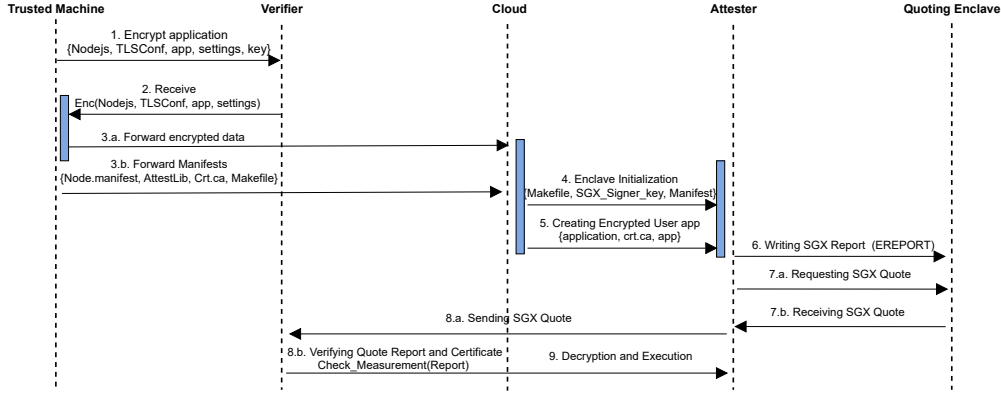 Trusted Machine
Verifier
Cloud
Attester
Quoting Enclave
1. Encrypt application
{Nodejs, TLSConf, app, settings, key}
2. Receive
Enc(Nodejs, TLSConf, app, settings)
3.a. Forward encrypted data
3.b. Forward Manifests
{Node.manifest, AttestLib, Crt.ca, Makefile}
4. Enclave Initialization
{Makefile, SGX_Signer_key, Manifest}
5. Creating Encrypted User app
{application, crt.ca, app}
6. Writing SGX Report (EREPORT)
7.a. Requesting SGX Quote
7.b. Receiving SGX Quote
8.a. Sending SGX Quote
8.b. Verifying Quote Report and Certificate
Check_Measurement(Report)
9. Decryption and Execution